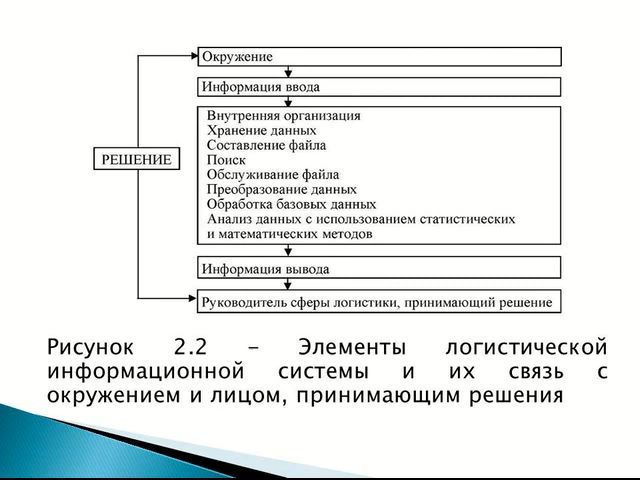 Окружение
Информация ввода
Внутренняя организация
Хранение данных
Составление файла
Поиск
Обслуживание файла
Преобразование данных
Обработка базовых данных
Анализ данных с использованием статистических
и математических методов
РЕШЕНИЕ
Информация вывода
Руководитель сферы логистики, принимающий решение
Рисунок 2.2 - Элементы логистической
информационной системы и их связь с
окружением и лицом, принимающим решения